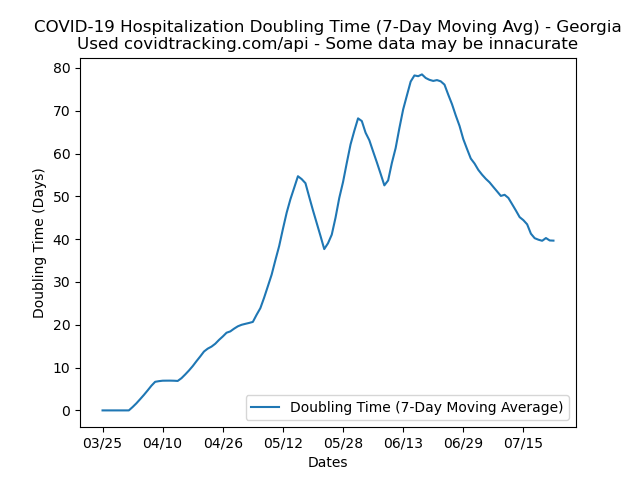 COVID-19 Hospitalization Doubling Time (7-Day Moving Avg) - Georgia
Used covidtracking.com/api - Some data may be innacurate
80
70
60
50
40
30
20
10
0
Doubling Time (Days)
Doubling Time (7-Day Moving Average)
03/25 04/10 04/26 05/12 05/28 06/13 06/29 07/15
Dates